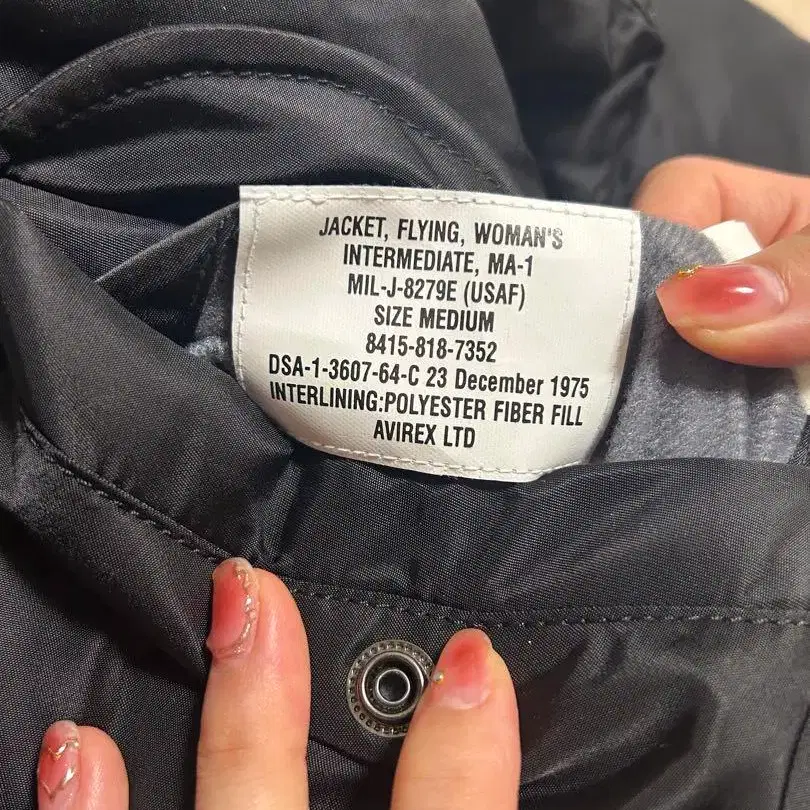 JACKET, FLYING, WOMAN'S
INTERMEDIATE, MA-1
MIL-J-8279E (USAF)
SIZE MEDIUM
8415-818-7352
DSA-1-3607-64-C 23 December 1975
INTERLINING:POLYESTER FIBER FILL
AVIREX LTD